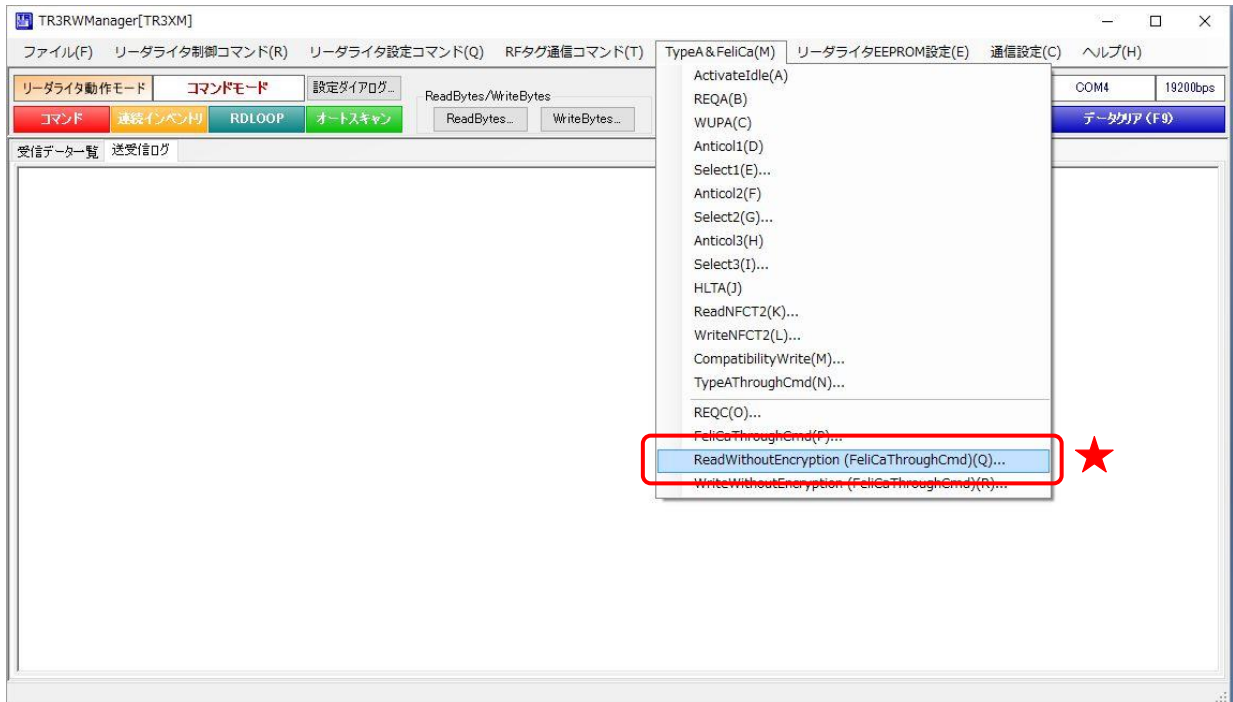 TR3RWManager[TR3XM]
ファイル(F) リーダライタ制御コマンド(R) リーダライタ設定コマンド(Q) RFタグ通信コマンド(T) TypeA&FeliCa(M) リーダライタEEPROM設定(E) 通信設定(C) ヘルプ(H)
リーダライタ動作モード コマンドモード 設定ダイアログ... ReadBytes/WriteBytes COM4 19200bps
コマンド 連続インベントリ RDLOOP オートスキャン ReadBytes... WriteBytes... データクリア(F9)
受信データ一覧 送受信ログ
ActivateIdle(A)
REQA(B)
WUPA(C)
Anticol1(D)
Select1(E)...
Anticol2(F)
Select2(G)...
Anticol3(H)
Select3(I)...
HLTA(J)
ReadNFCT2(K)...
WriteNFCT2(L)...
CompatibilityWrite(M)...
TypeAThroughCmd(N)...
REQC(O)...
FeliCaThroughCmd(P)...
ReadWithoutEncryption (FeliCaThroughCmd)(Q)...
WriteWithoutEncryption (FeliCaThroughCmd)(R)...